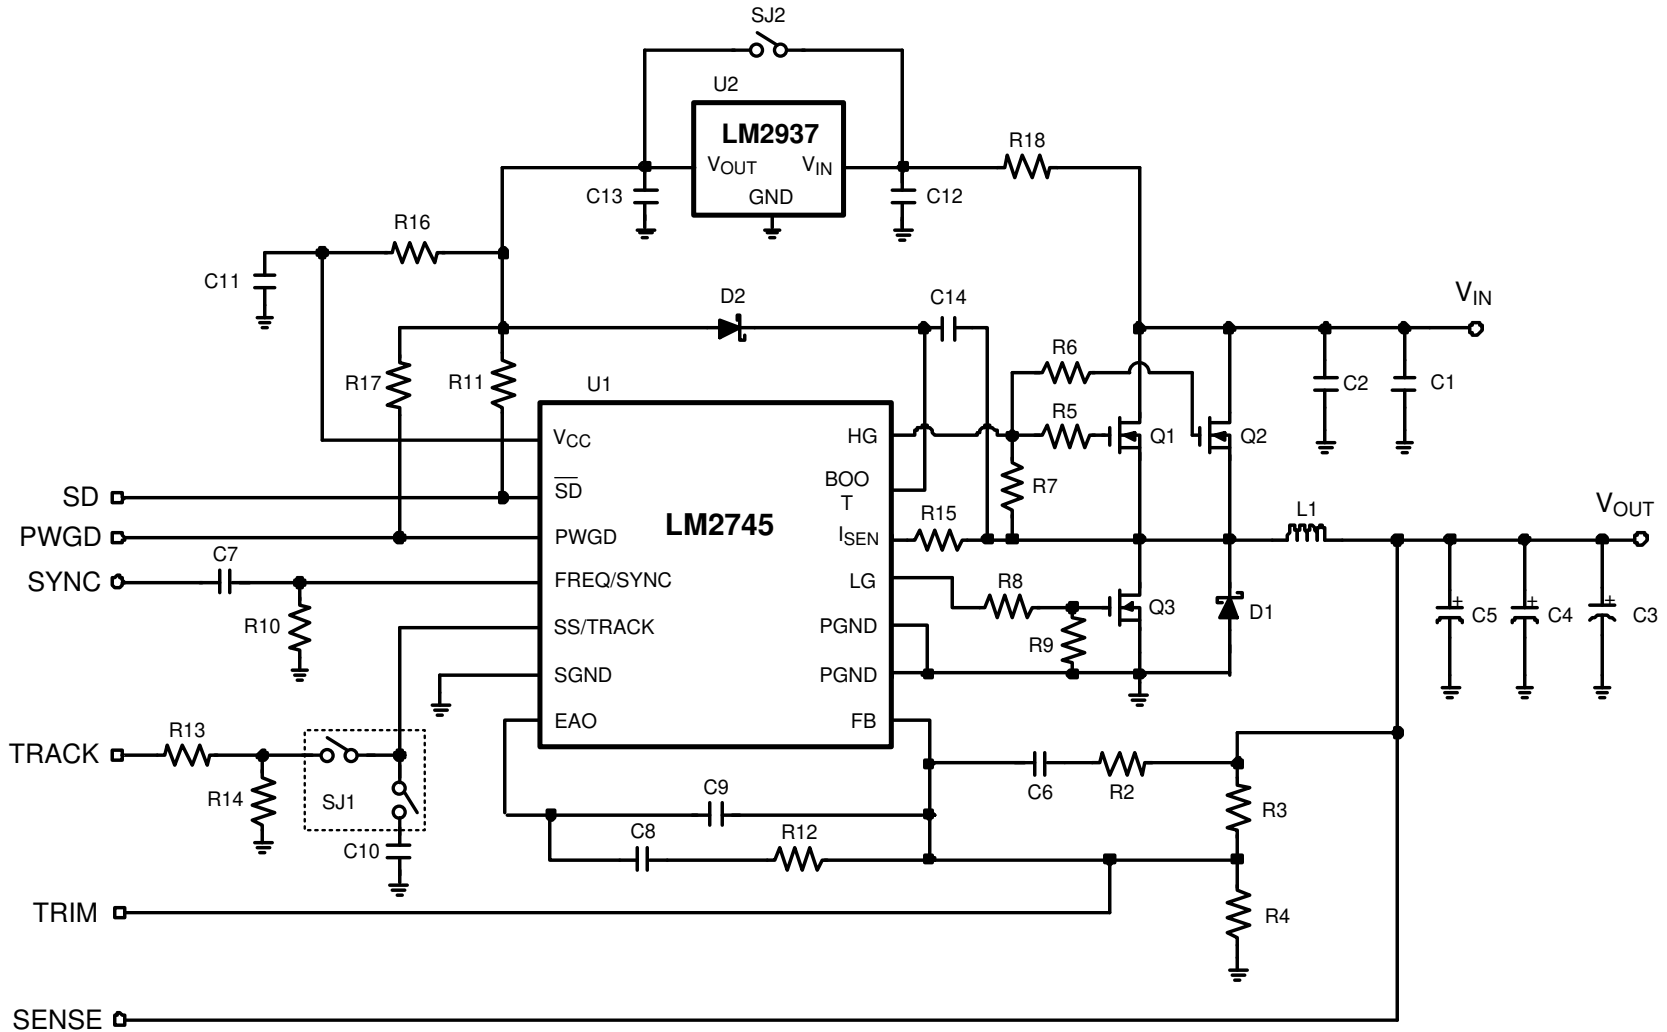 SJ2
U2
LM2937
VOUT VIN
GND
R18
C13
C12
R16
C11
D2
C14
VIN
R17
R11
U1
R6
R5
C2
C1
VCC
HG
Q1
Q2
SD
SD
BOO
T
R7
LM2745
R15
L1
VOUT
PWGD
PWGD
ISEN
C7
SYNC
FREQ/SYNC
LG
R8
Q3
D1
C5
C4
C3
R10
SS/TRACK
PGND
R9
SGND
PGND
EAO
FB
R13
TRACK
R14
SJ1
C10
C9
C6
R2
R3
C8
R12
TRIM
R4
SENSE
+
+
+